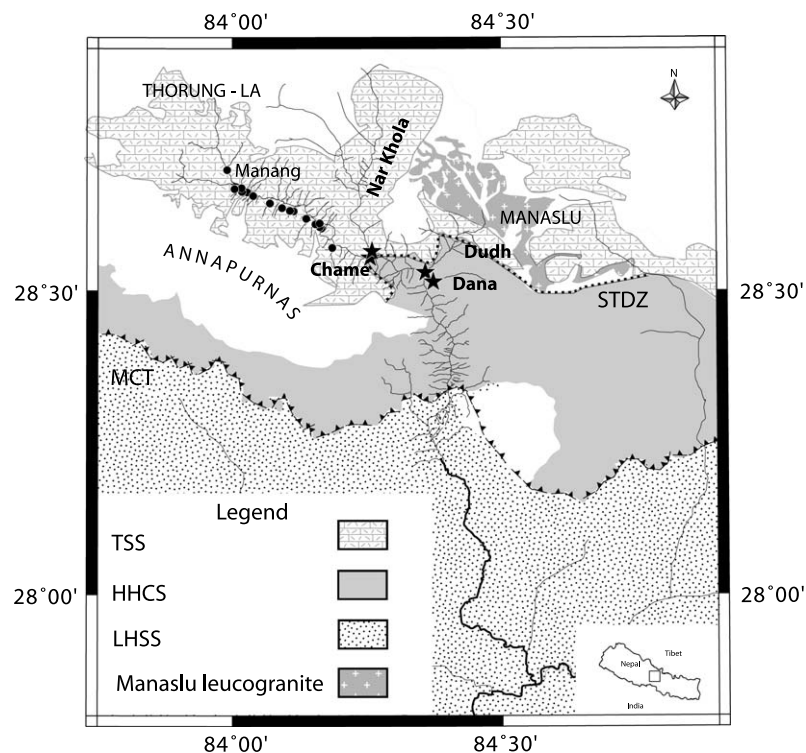 84°00'
84°30'
N
THORUNG - LA
Nar Khola
Manang
MANASLU
Dudh
Chame
ANNAPURNAS
Dana
28°30'
28°30'
STDZ
MCT
Legend
TSS
HHCS
28°00'
28°00'
LHSS
Manaslu leucogranite
Nepal
Tibet
India
84°00'
84°30'